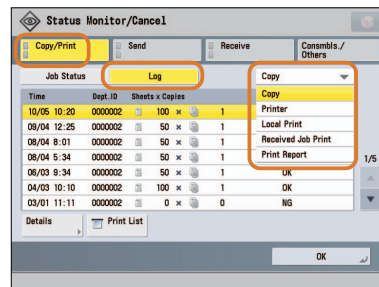 Status Monitor/Cancel
Copy/Print Send Receive Consmbls./
Others
Job Status Log Copy
Time Dept.ID Sheets x Copies Copy
10/05 10:20 0000002 100 × 1 Printer
09/04 12:25 0000002 50 × 1 Local Print
08/04 8:01 0000002 50 × 1 Received Job Print
08/04 5:34 0000002 50 × 1 Print Report 1/5
06/03 9:34 0000002 50 × 1 OK
04/03 10:10 0000002 100 × 1 OK
03/01 11:11 0000002 0 × 0 NG
Details Print List
OK